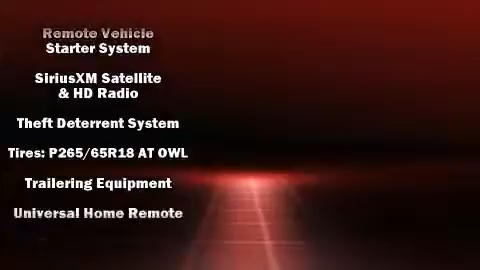 Remote Vehicle
Starter System
SiriusXM Satellite
& HD Radio
Theft Deterrent System
Tires: P265/65R18 AT OWL
Trailering Equipment
Universal Home Remote